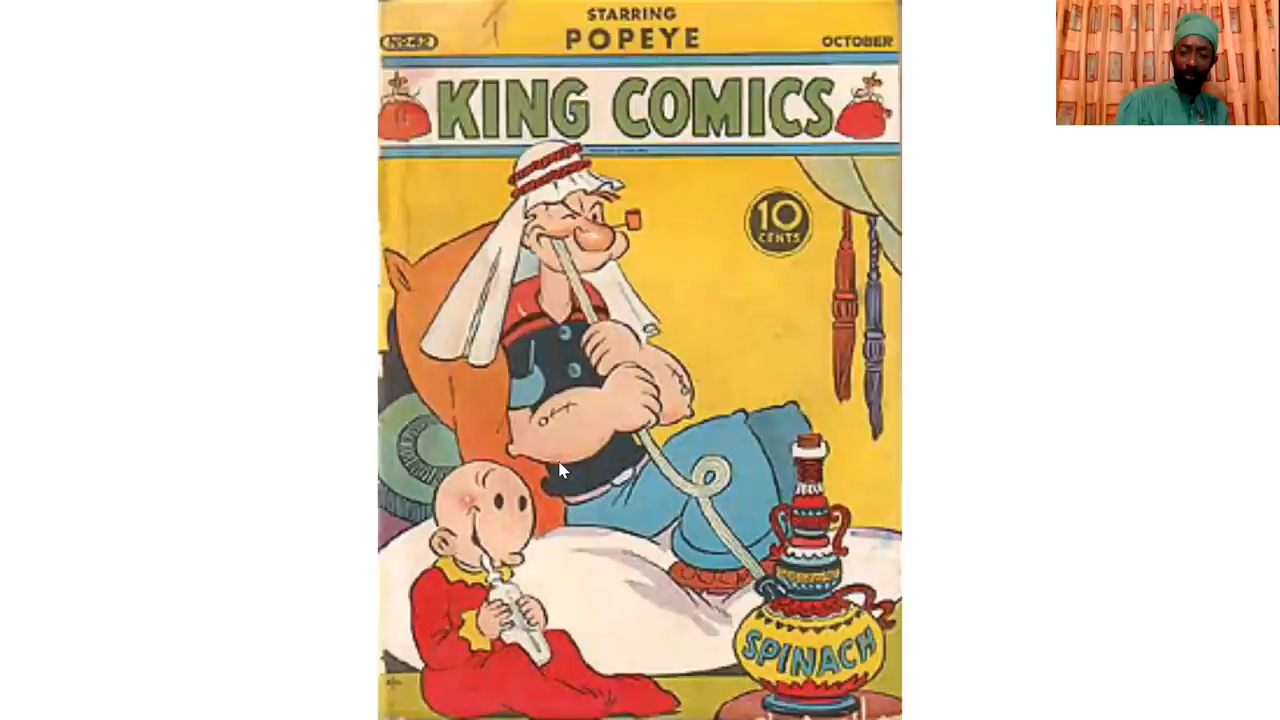 STARRING
POPEYE
NO. 42
OCTOBER
KING COMICS
10
CENTS
SPINACH